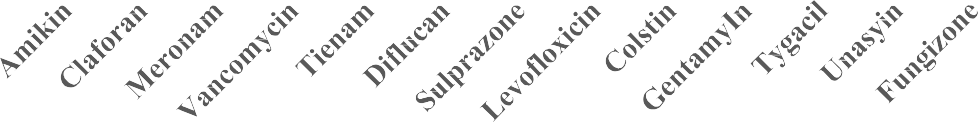 Amikin
Claforan
Meronam
Vancomycin
Tienam
Diflucan
Sulprazone
Levofloxicin
Colstin
GentamyIn
Tygacil
Unasyin
Fungizone